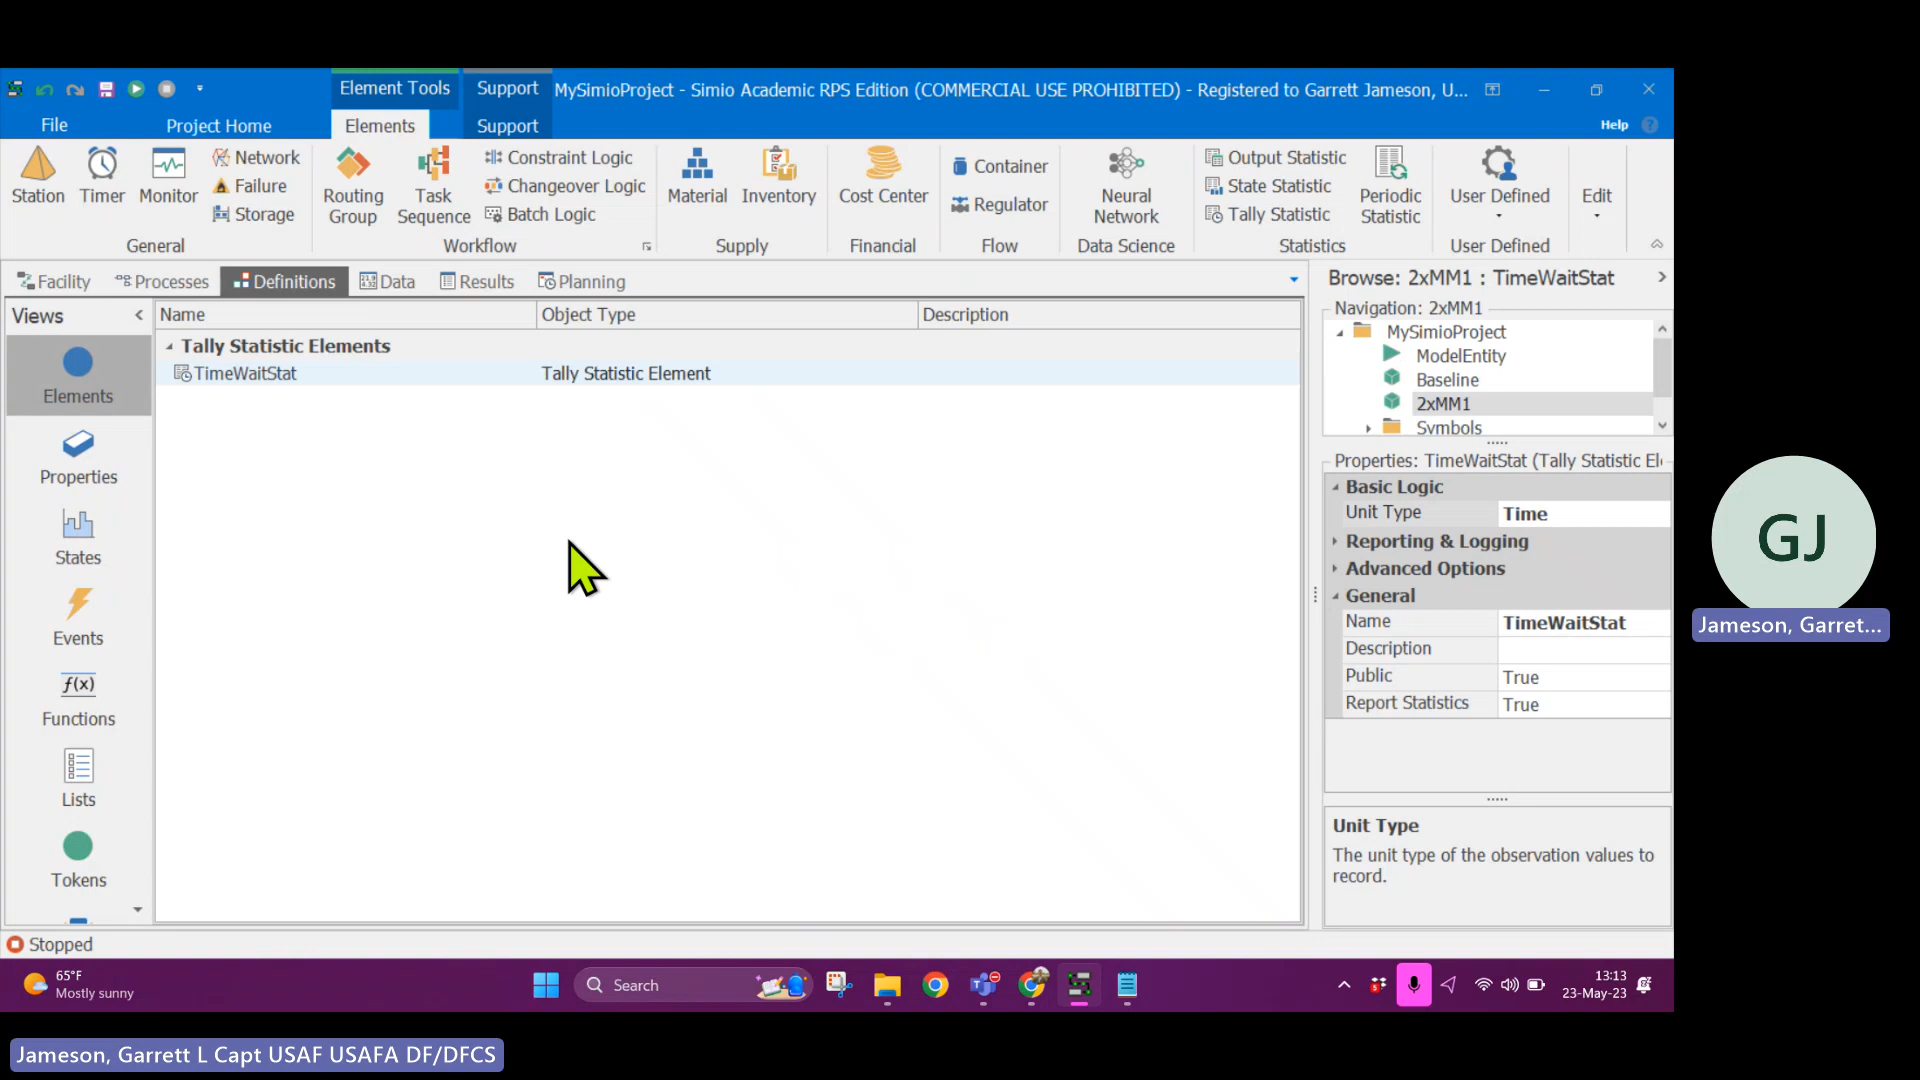 Element Tools
Support
MySimioProject - Simio Academic RPS Edition (COMMERCIAL USE PROHIBITED) - Registered to Garrett Jameson, U...
File
Project Home
Elements
Support
Help
Station
Timer
Monitor
Network
Failure
Storage
General
Routing
Group
Task
Sequence
Constraint Logic
Changeover Logic
Batch Logic
Workflow
Material
Inventory
Supply
Cost Center
Financial
Container
Regulator
Flow
Neural
Network
Data Science
Output Statistic
State Statistic
Tally Statistic
Periodic
Statistic
Statistics
User Defined
User Defined
Edit
Facility
Processes
Definitions
Data
Results
Planning
Views
Elements
Properties
States
Events
f(x)
Functions
Lists
Tokens
Name
Object Type
Description
Tally Statistic Elements
TimeWaitStat
Tally Statistic Element
Browse: 2xMM1 : TimeWaitStat
Navigation: 2xMM1
MySimioProject
ModelEntity
Baseline
2xMM1
Symbols
Properties: TimeWaitStat (Tally Statistic El
Basic Logic
Unit Type Time
Reporting & Logging
Advanced Options
General
Name TimeWaitStat
Description
Public True
Report Statistics True
Unit Type
The unit type of the observation values to
record.
Stopped
65°F
Mostly sunny
Search
13:13
23-May-23
GJ
Jameson, Garret...
Jameson, Garrett L Capt USAF USAFA DF/DFCS